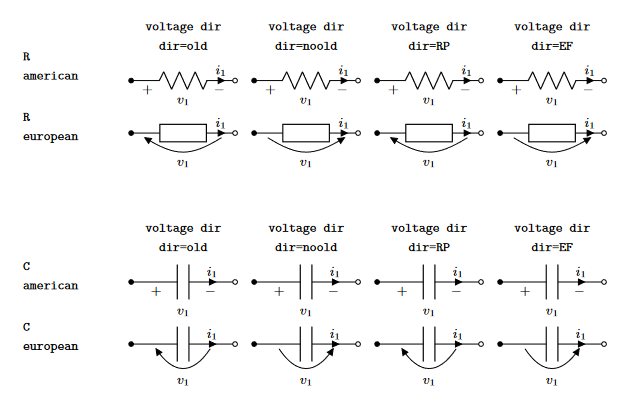 voltage dir voltage dir voltage dir voltage dir
dir=old dir=noold dir=RP dir=EF
R
american
i1 i1 i1 i1
+ − + − + − + −
v1 v1 v1 v1
R
european
i1 i1 i1 i1
v1 v1 v1 v1
voltage dir voltage dir voltage dir voltage dir
dir=old dir=noold dir=RP dir=EF
C
american
i1 i1 i1 i1
+ − + − + − + −
v1 v1 v1 v1
C
european
i1 i1 i1 i1
v1 v1 v1 v1